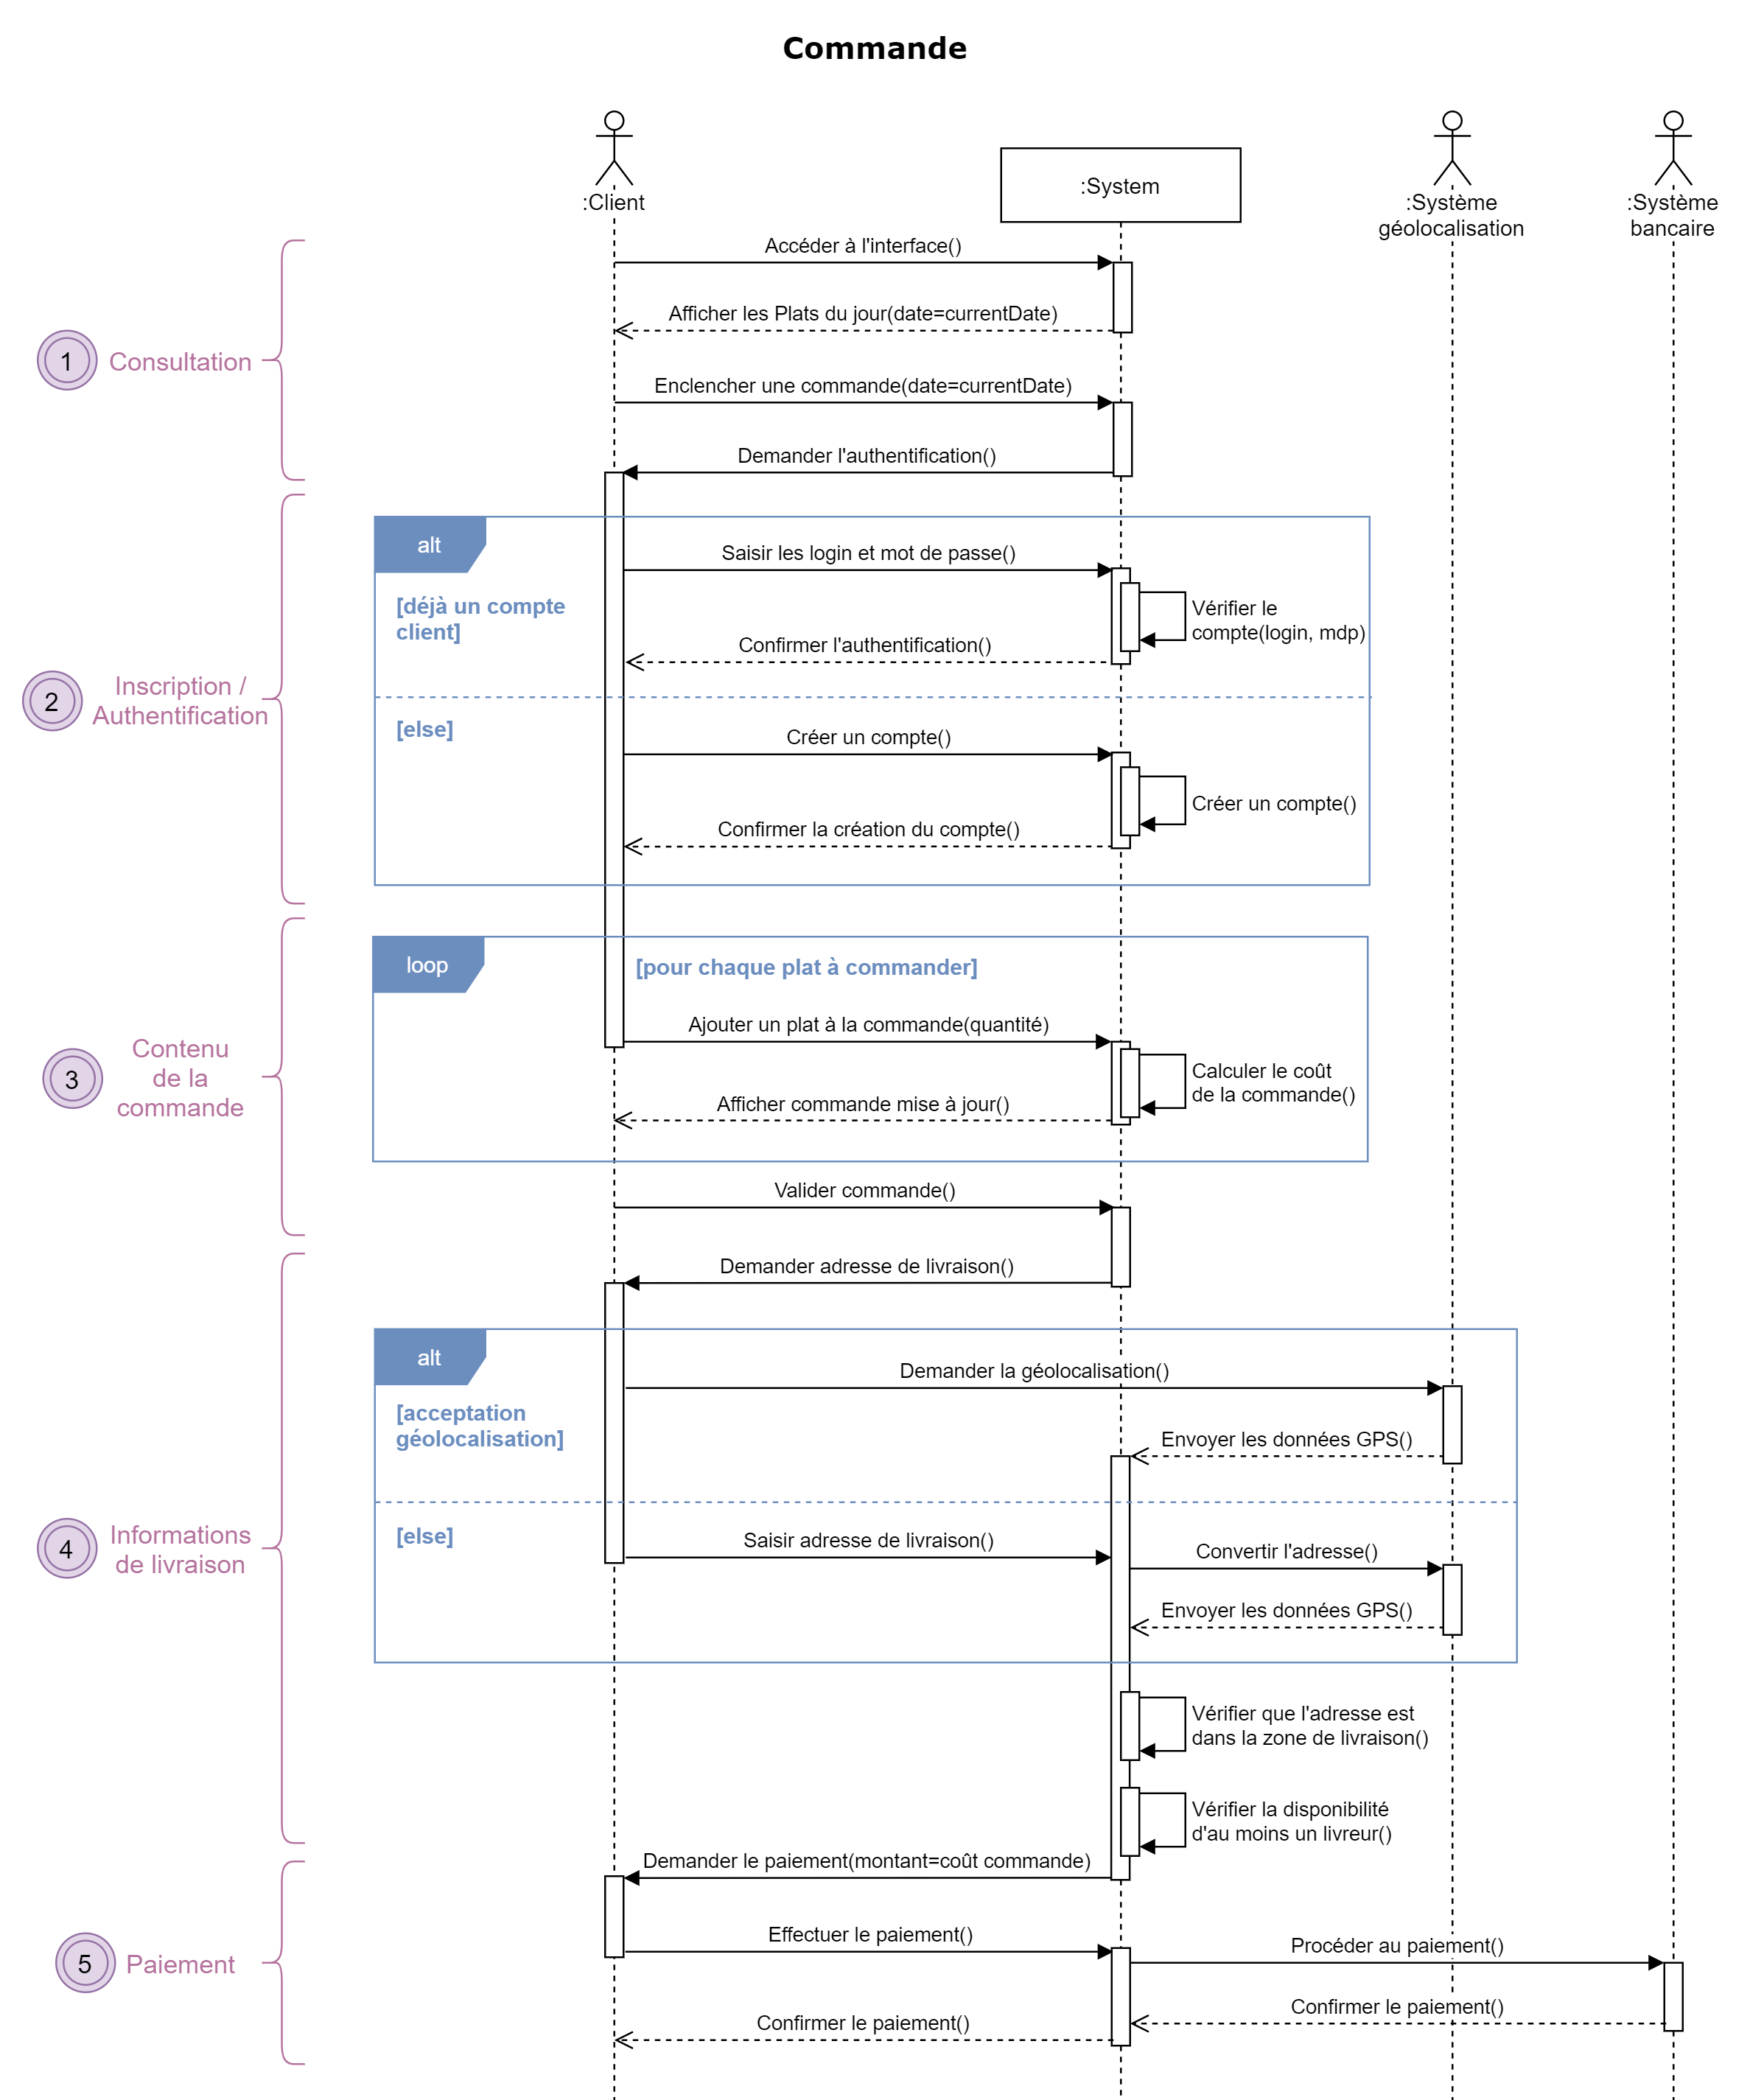 Commande
:Client
:System
:Système
géolocalisation
:Système
bancaire
1
Consultation
Accéder à l'interface()
Afficher les Plats du jour(date=currentDate)
Enclencher une commande(date=currentDate)
Demander l'authentification()
2
Inscription /
Authentification
alt
[déjà un compte
client]
Saisir les login et mot de passe()
Vérifier le
compte(login, mdp)
Confirmer l'authentification()
[else]
Créer un compte()
Créer un compte()
Confirmer la création du compte()
3
Contenu
de la
commande
loop
[pour chaque plat à commander]
Ajouter un plat à la commande(quantité)
Calculer le coût
de la commande()
Afficher commande mise à jour()
Valider commande()
4
Informations
de livraison
Demander adresse de livraison()
alt
[acceptation
géolocalisation]
Demander la géolocalisation()
Envoyer les données GPS()
[else]
Saisir adresse de livraison()
Convertir l'adresse()
Envoyer les données GPS()
Vérifier que l'adresse est
dans la zone de livraison()
Vérifier la disponibilité
d'au moins un livreur()
5
Paiement
Demander le paiement(montant=coût commande)
Effectuer le paiement()
Procéder au paiement()
Confirmer le paiement()
Confirmer le paiement()